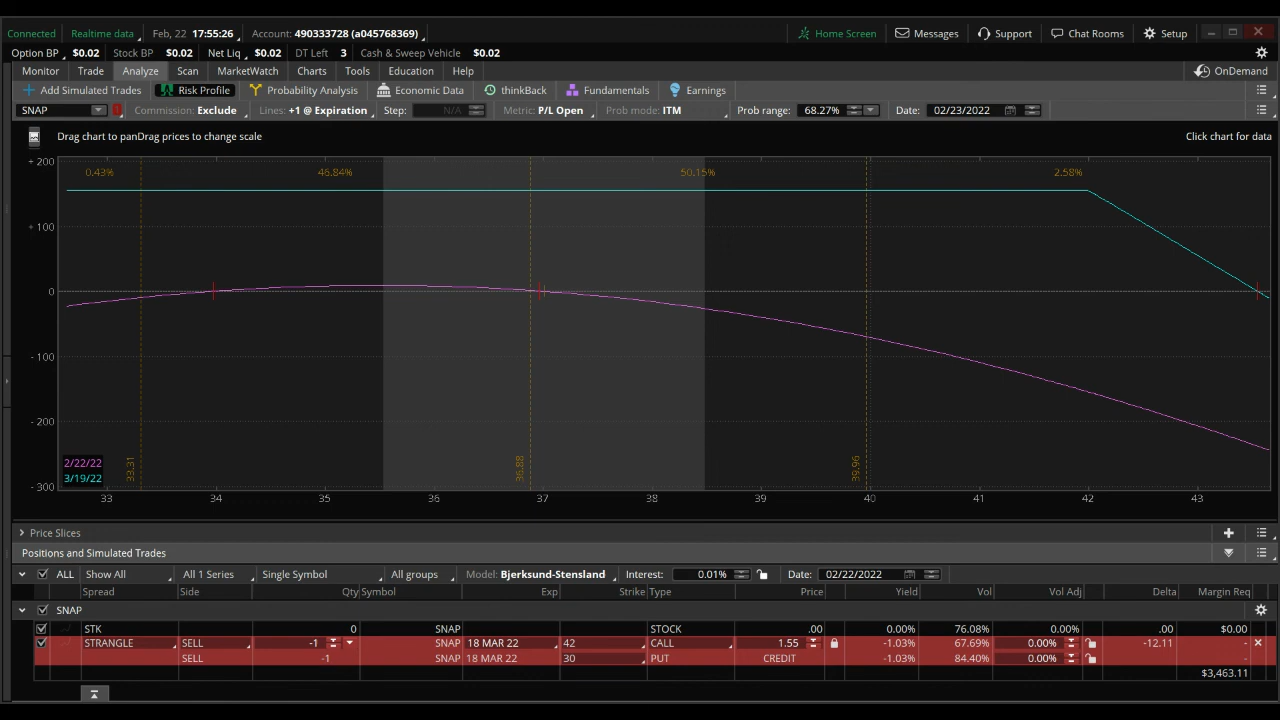 Connected Realtime data Feb, 22 17:55:26 Account: 490333728 (a045768369) Home Screen Messages Support Chat Rooms Setup
Option BP $0.02 Stock BP $0.02 Net Liq $0.02 DT Left 3 Cash & Sweep Vehicle $0.02
Monitor Trade Analyze Scan MarketWatch Charts Tools Education Help OnDemand
Add Simulated Trades Risk Profile Probability Analysis Economic Data thinkBack Fundamentals Earnings
SNAP Commission: Exclude Lines: +1 @ Expiration Step: N/A Metric: P/L Open Prob mode: ITM Prob range: 68.27% Date: 02/23/2022
Drag chart to panDrag prices to change scale Click chart for data
+ 200
0.43% 46.84% 50.15% 2.58%
+ 100
0
- 100
- 200
33.31 36.88 39.96
2/22/22
3/19/22
- 300
33 34 35 36 37 38 39 40 41 42 43
Price Slices
Positions and Simulated Trades
ALL Show All All 1 Series Single Symbol All groups Model: Bjerksund-Stensland Interest: 0.01% Date: 02/22/2022
Spread Side Qty Symbol Exp Strike Type Price Yield Vol Vol Adj Delta Margin Req
SNAP
STK 0 SNAP STOCK .00 0.00% 76.08% 0.00% .00 $0.00
STRANGLE SELL -1 SNAP 18 MAR 22 42 CALL 1.55 -1.03% 67.69% 0.00% -12.11 -
SELL -1 SNAP 18 MAR 22 30 PUT CREDIT -1.03% 84.40% 0.00% -
$3,463.11